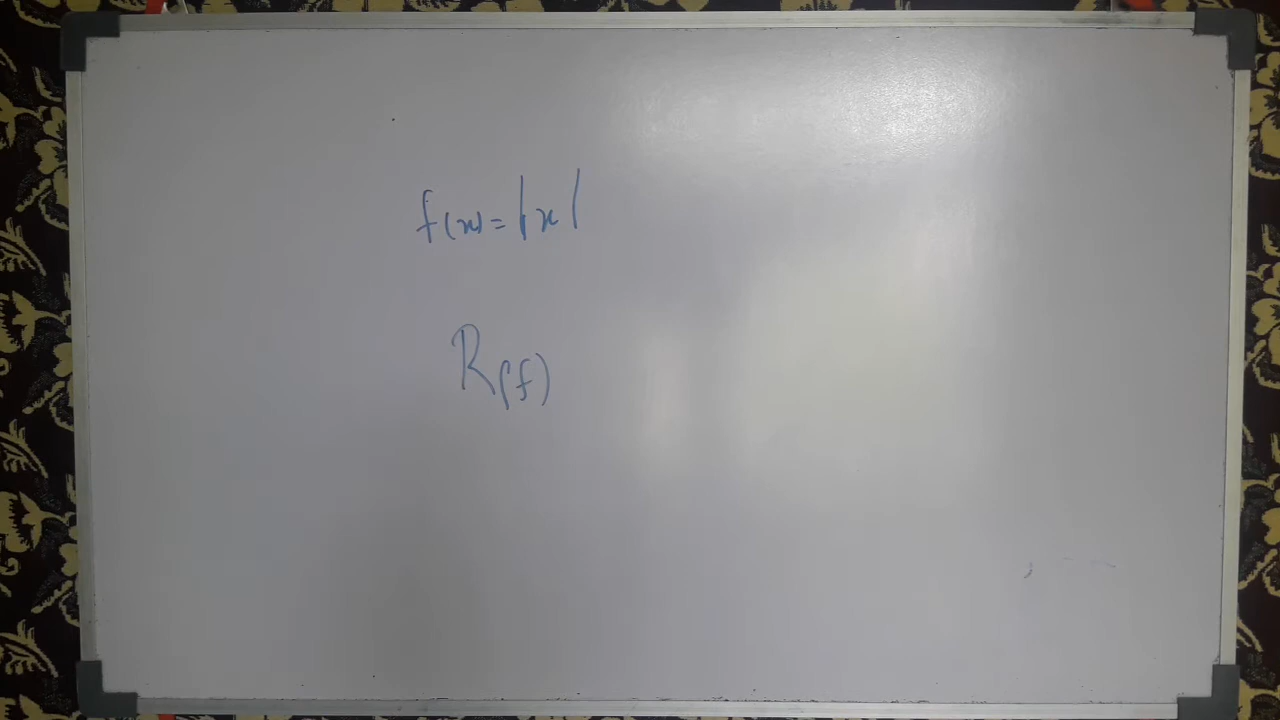 f(x) = |x|
R(f)